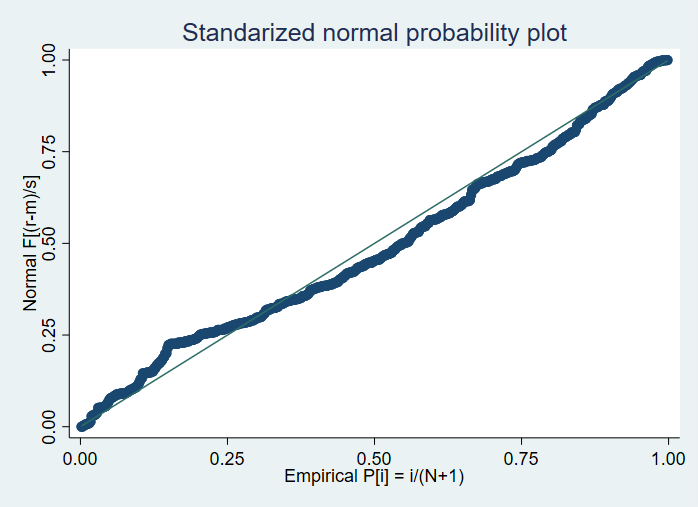 Standarized normal probability plot
Normal F[(r-m)/s]
1.00
0.75
0.50
0.25
0.00
0.00 0.25 0.50 0.75 1.00
Empirical P[i] = i/(N+1)